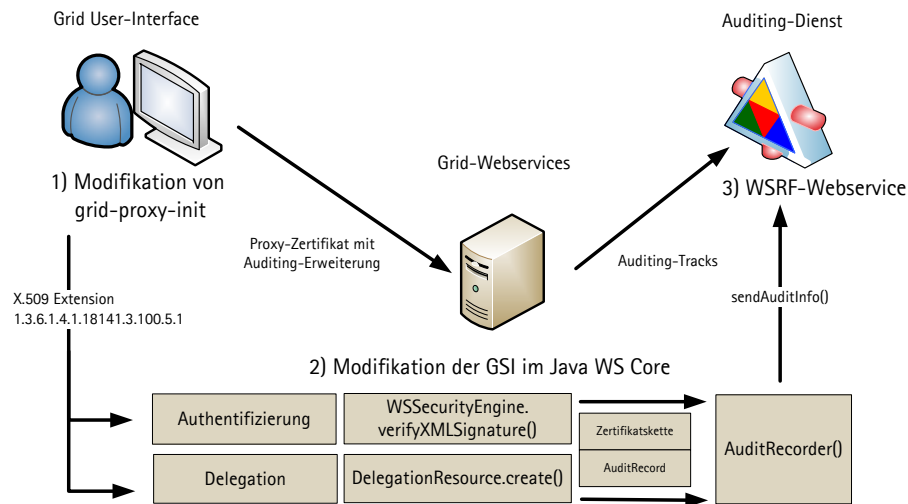 Grid User-Interface
Auditing-Dienst
Grid-Webservices
1) Modifikation von
grid-proxy-init
3) WSRF-Webservice
Proxy-Zertifikat mit
Auditing-Erweiterung
Auditing-Tracks
X.509 Extension
1.3.6.1.4.1.18141.3.100.5.1
sendAuditInfo()
2) Modifikation der GSI im Java WS Core
Authentifizierung
WSSecurityEngine.
verifyXMLSignature()
Zertifikatskette
AuditRecord
AuditRecorder()
Delegation
DelegationResource.create()